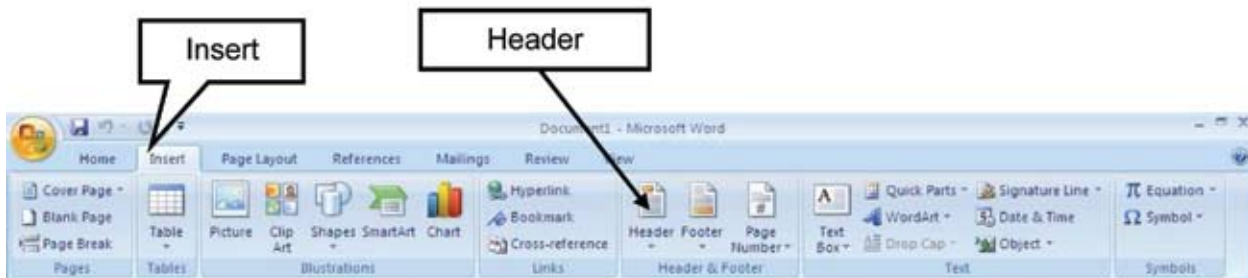 Insert
Header
Document1 - Microsoft Word
Home Insert Page Layout References Mailings Review View
Cover Page
Blank Page
Page Break
Pages
Table
Tables
Picture
Clip Art
Shapes
SmartArt
Chart
Illustrations
Hyperlink
Bookmark
Cross-reference
Links
Header
Footer
Page Number
Header & Footer
A
Text Box
Quick Parts
WordArt
Drop Cap
Signature Line
Date & Time
Object
Text
π Equation
Ω Symbol
Symbols